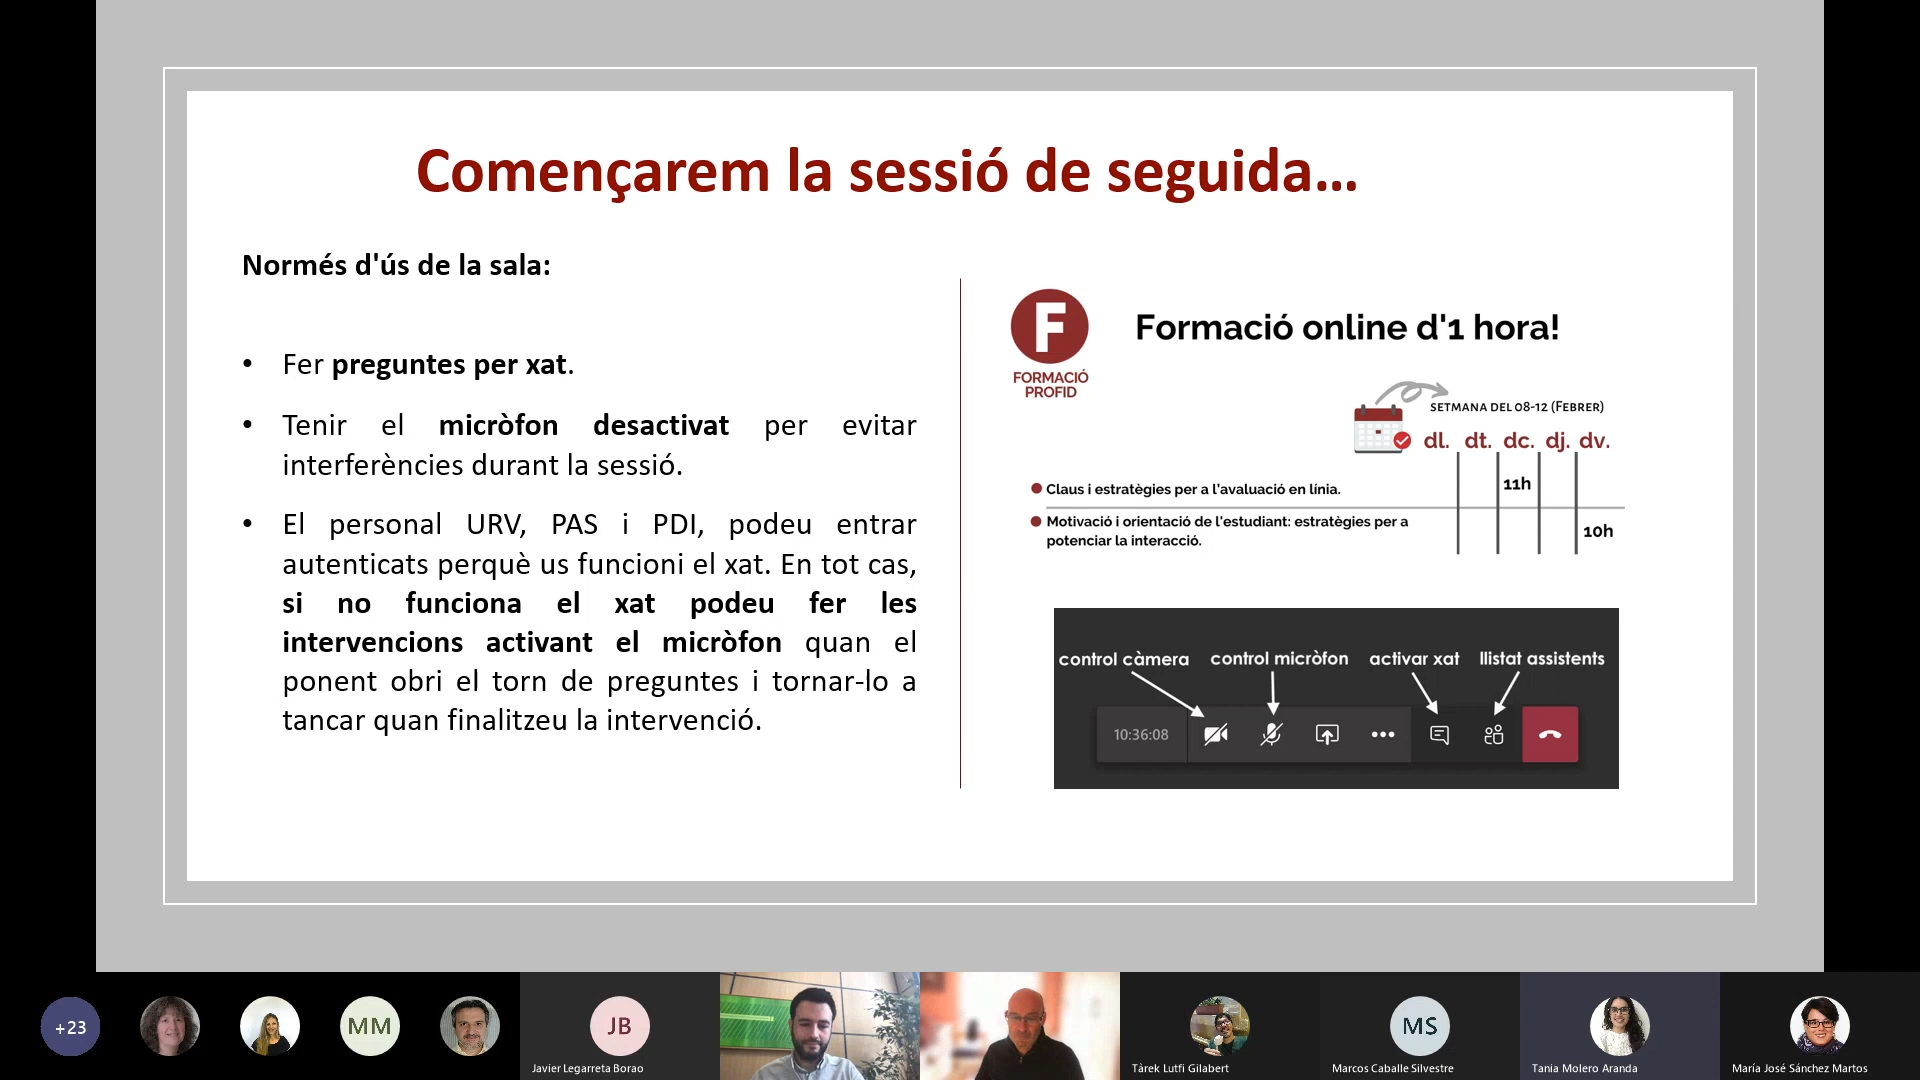 Començarem la sessió de seguida...
Normés d'ús de la sala:
• Fer preguntes per xat.
• Tenir el micròfon desactivat per evitar
interferències durant la sessió.
• El personal URV, PAS i PDI, podeu entrar
autenticats perquè us funcioni el xat. En tot cas,
si no funciona el xat podeu fer les
intervencions activant el micròfon quan el
ponent obri el torn de preguntes i tornar-lo a
tancar quan finalitzeu la intervenció.
F
FORMACIÓ
PROFID
Formació online d'1 hora!
SETMANA DEL 08-12 (FEBRER)
dl. dt. dc. dj. dv.
Claus i estratègies per a l'avaluació en línia.
11h
Motivació i orientació de l'estudiant: estratègies per a
potenciar la interacció.
10h
control càmera control micròfon activar xat llistat assistents
10:36:08
+23
MM
JB
Javier Legarreta Borao
Tàrek Lutfi Gilabert
MS
Marcos Caballe Silvestre
Tania Molero Aranda
María José Sánchez Martos